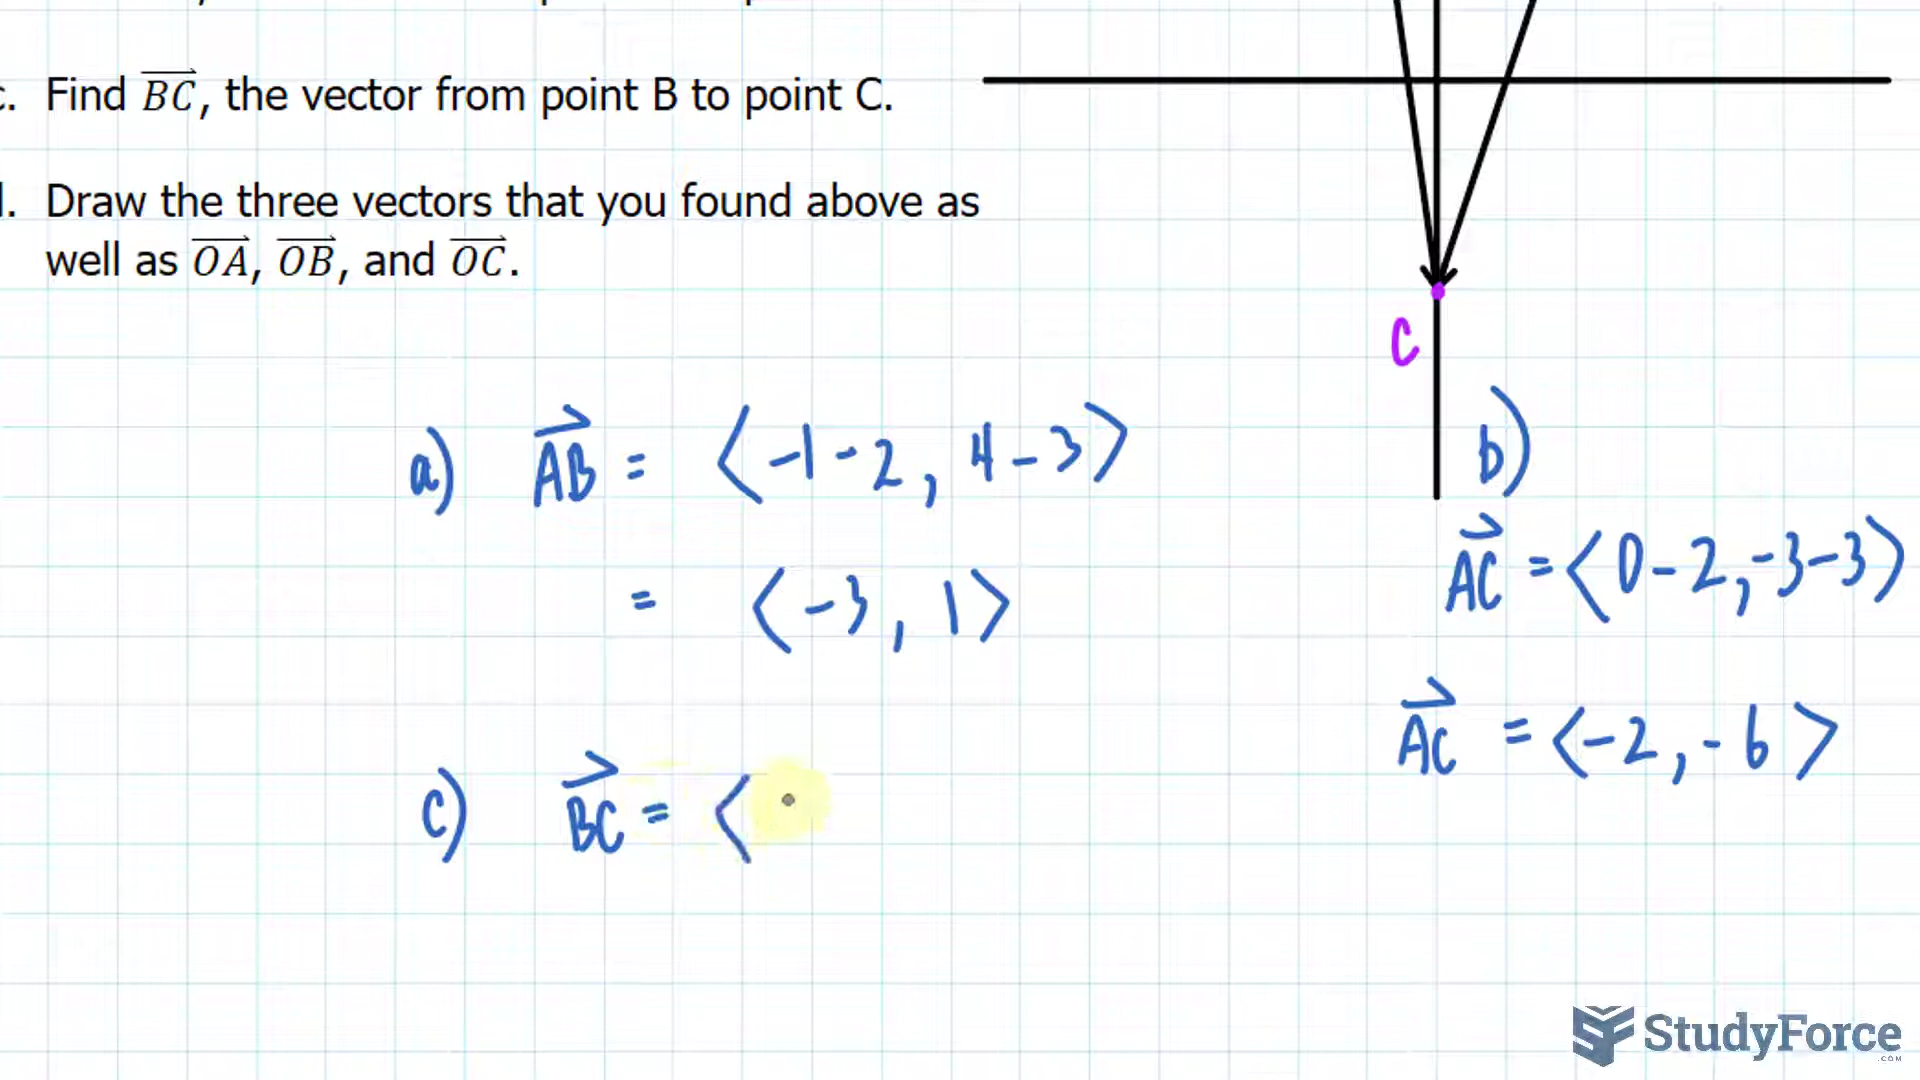 c. Find BC, the vector from point B to point C.
Draw the three vectors that you found above as
well as OA, OB, and OC.
C
a) AB = ⟨-1-2, 4-3⟩
= ⟨-3, 1⟩
b)
AC = ⟨0-2, -3-3⟩
AC = ⟨-2, -6⟩
c) BC = ⟨
StudyForce
.COM